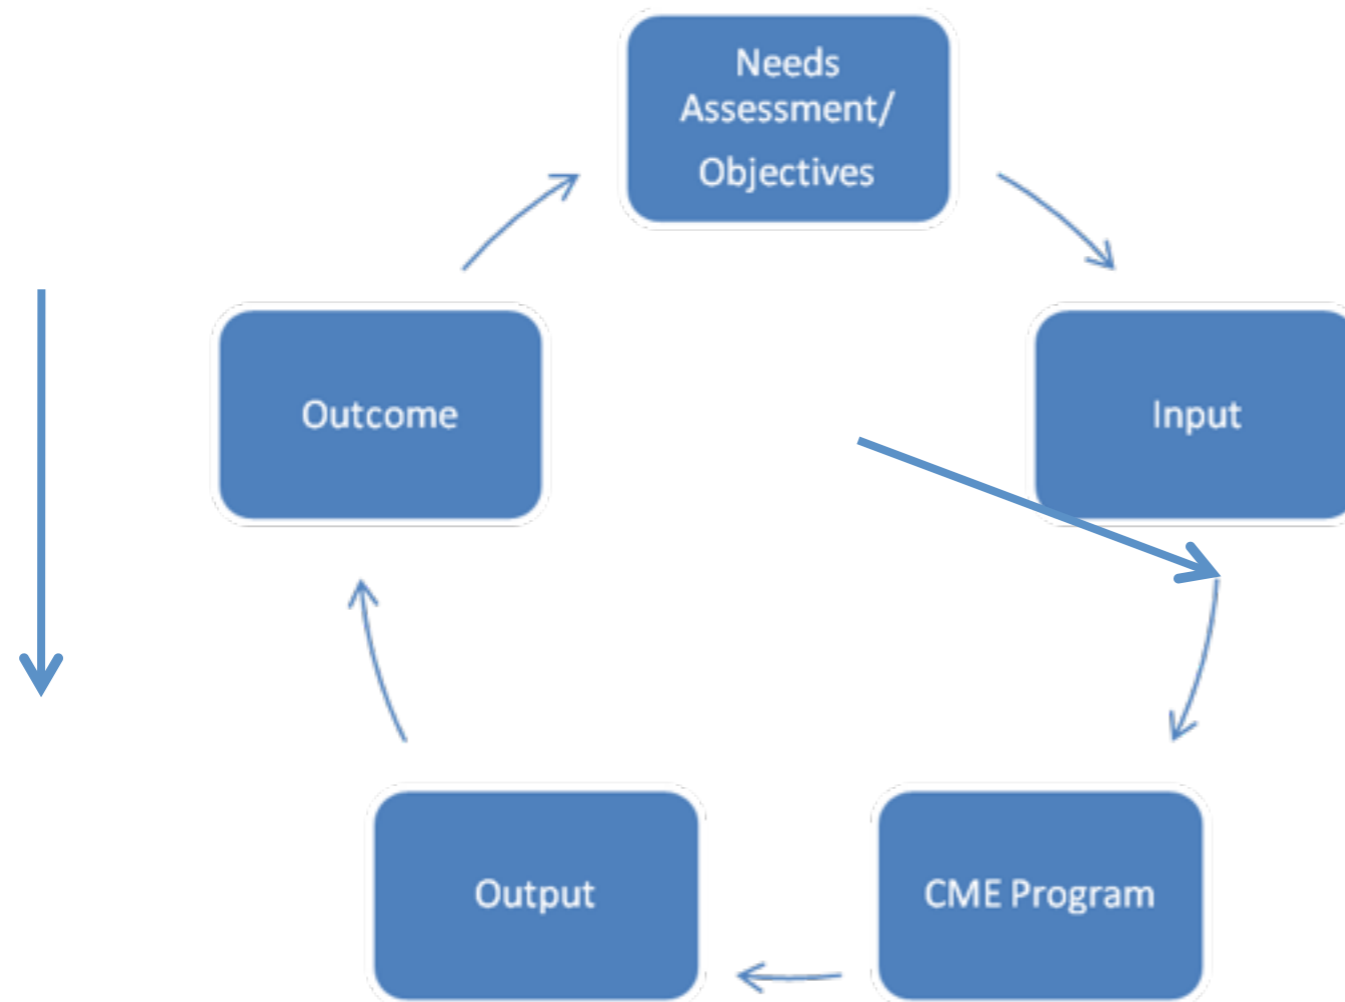 Needs
Assessment/
Objectives
Outcome
Input
Output
CME Program